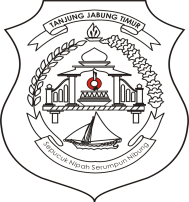 TANJUNG JABUNG TIMUR
Sepucuk Nipah Serumpun Nibung